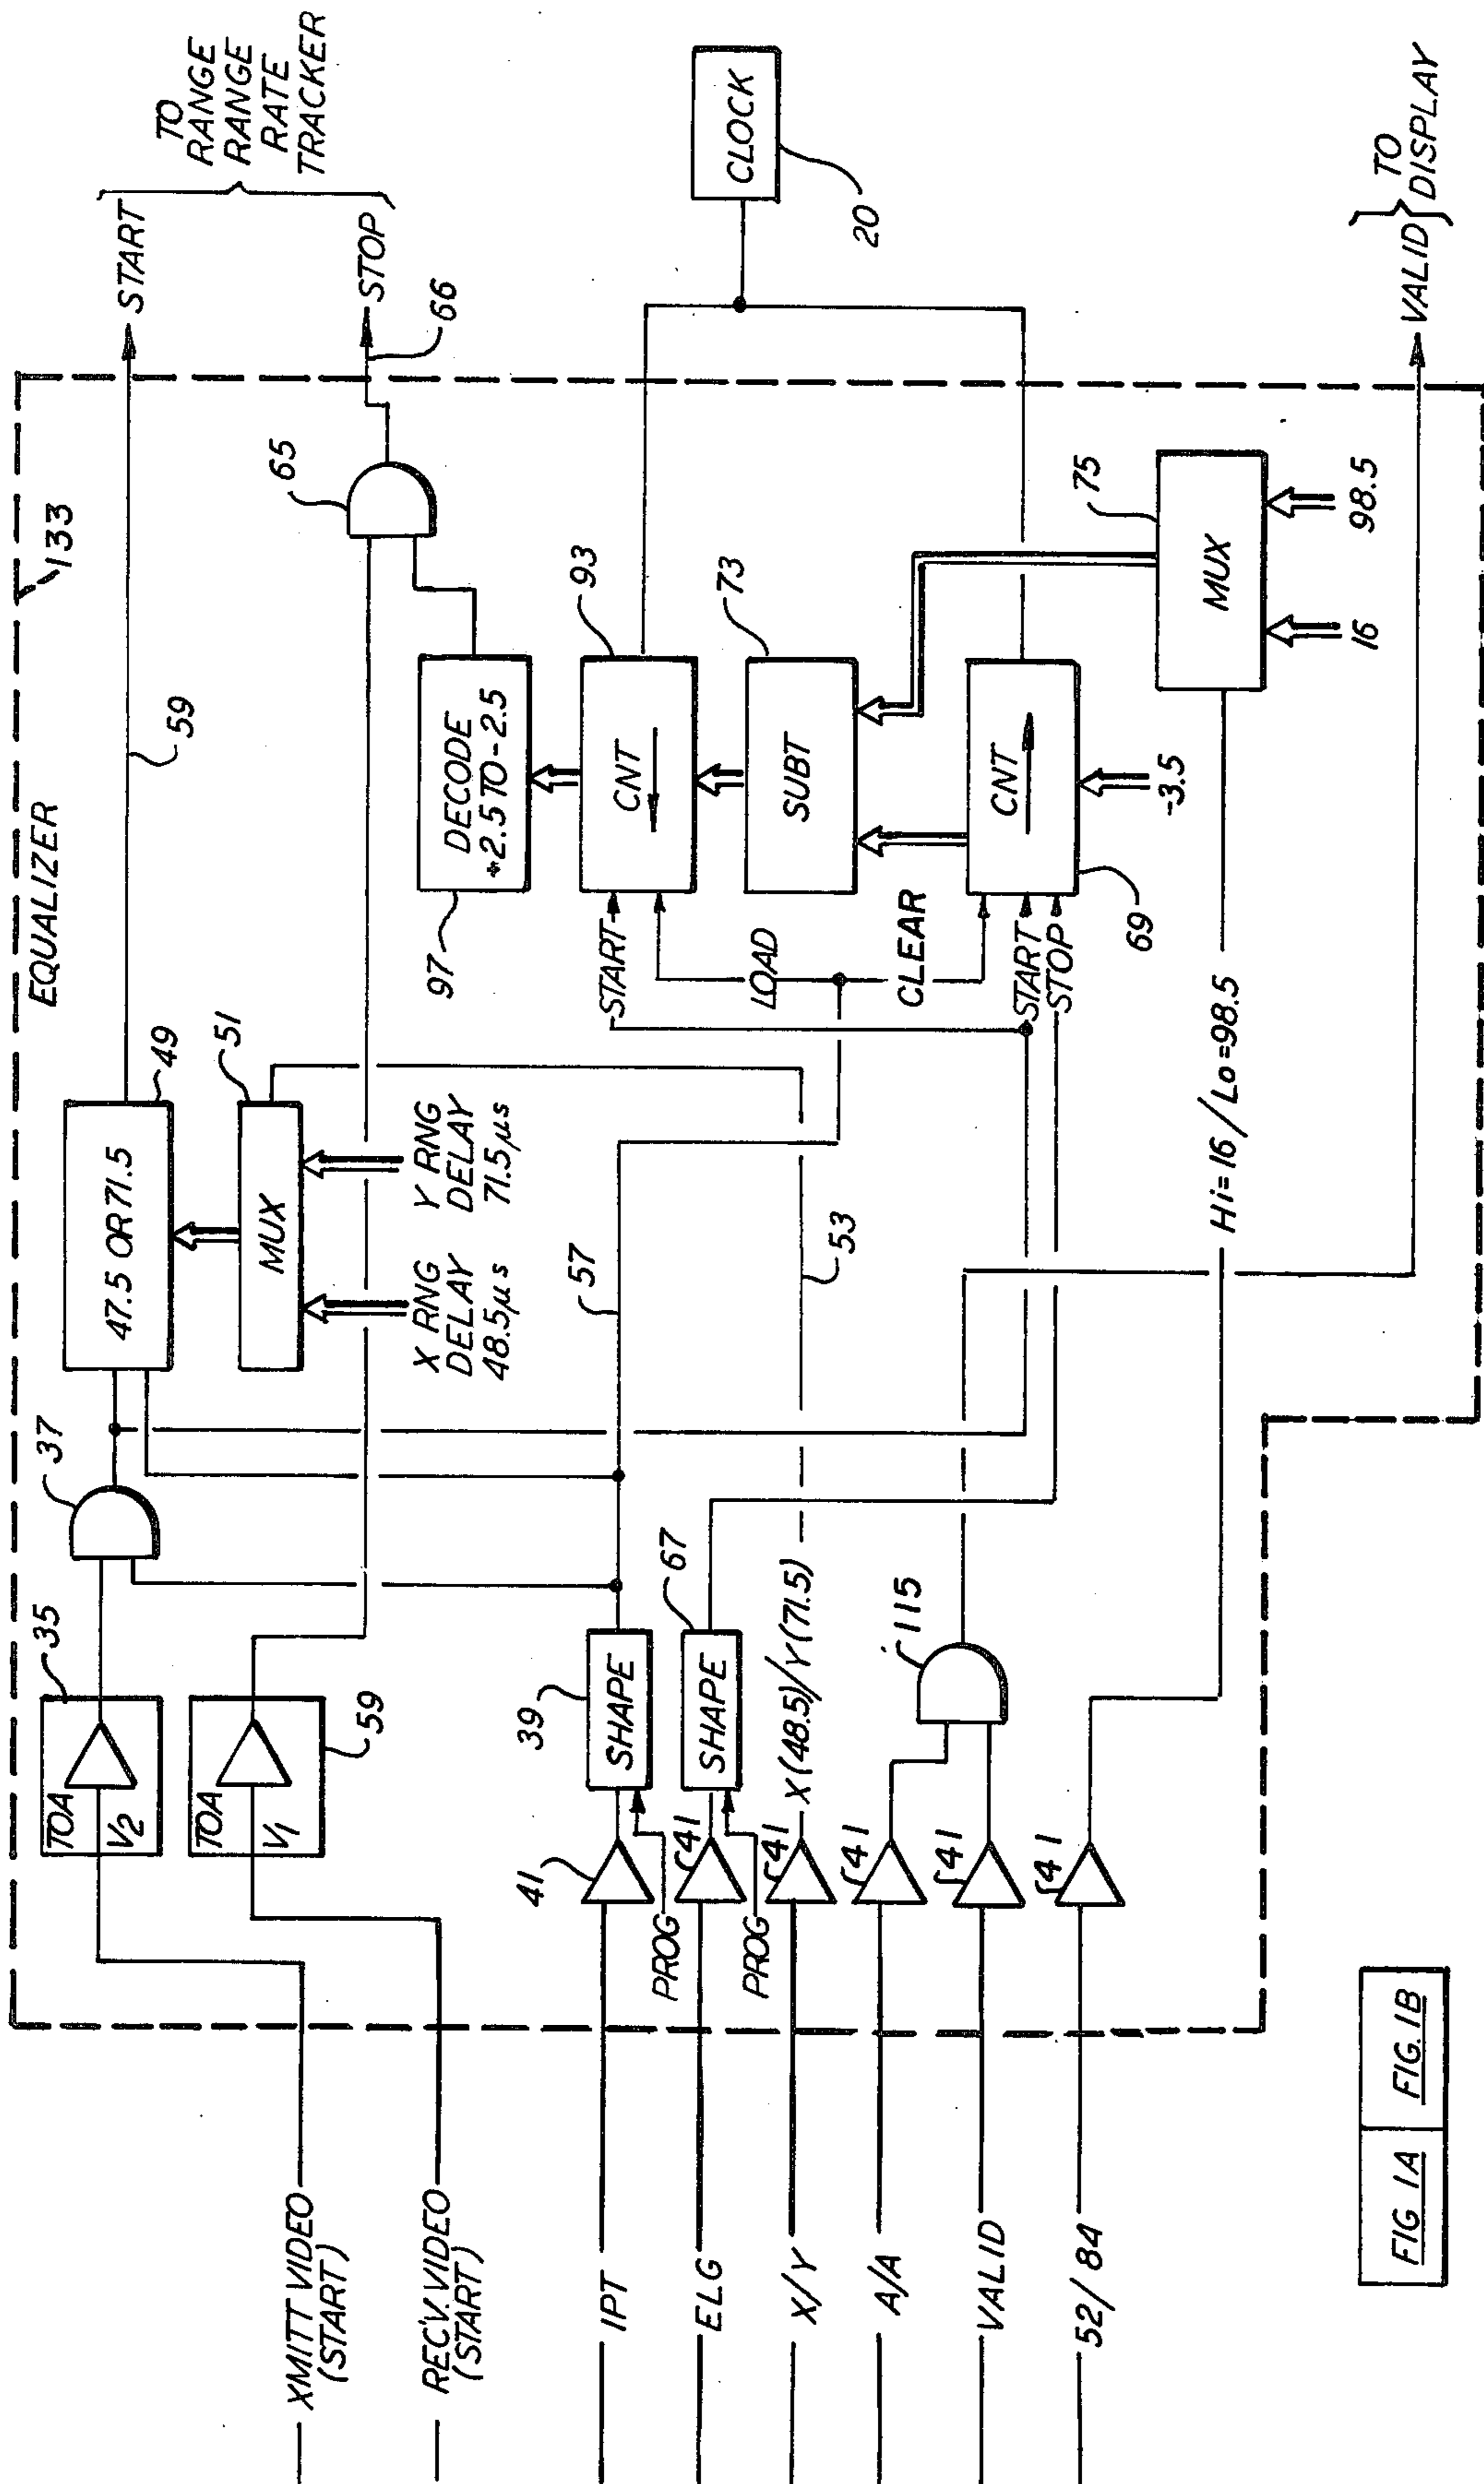 EQUALIZER
133
XMITT VIDEO
(START)
REC'V. VIDEO
(START)
IPT
ELG
X/Y
A/A
VALID
52/84
TOA
V2
35
TOA
V1
59
37
47.5 OR 71.5
49
MUX
51
X RNG
DELAY
48.5μs
Y RNG
DELAY
71.5μs
59
START
STOP
66
TO
RANGE
RANGE
RATE
TRACKER
65
41
SHAPE
39
PROG
41
SHAPE
67
PROG
57
41
X(48.5)/Y(71.5)
53
41
41
115
41
Hi=16/Lo=98.5
DECODE
+2.5 TO -2.5
97
START
CNT
93
LOAD
SUBT
73
CLEAR
START
STOP
CNT
69
-3.5
MUX
75
16
98.5
CLOCK
20
VALID
TO
DISPLAY
FIG 1A
FIG. 1B